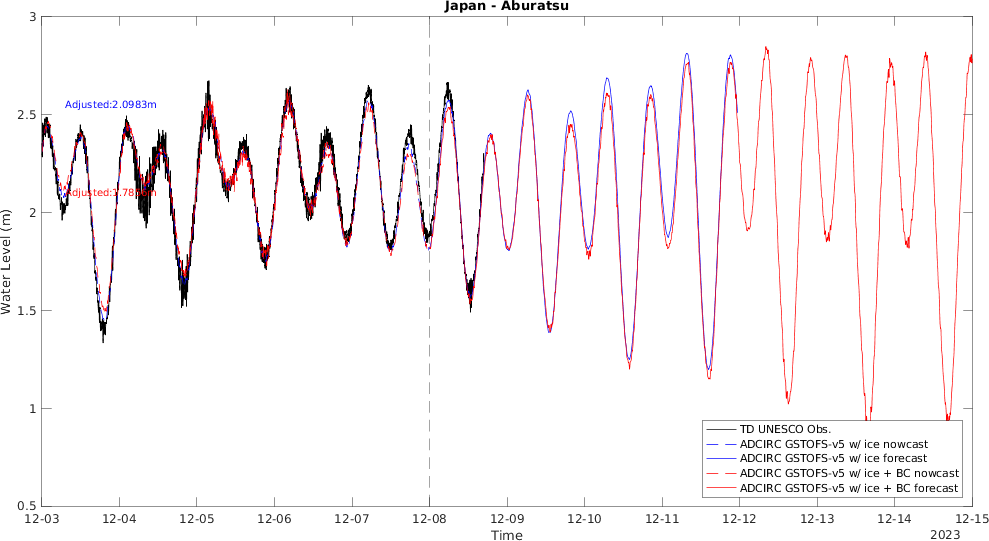 Japan - Aburatsu
Water Level (m)
3
2.5
2
1.5
1
0.5
Adjusted:2.0983m
12-03
12-04
12-05
12-06
12-07
12-08
12-09
12-10
12-11
12-12
12-13
12-14
12-15
Time
2023
TD UNESCO Obs.
ADCIRC GSTOFS-v5 w/ ice nowcast
ADCIRC GSTOFS-v5 w/ ice forecast
ADCIRC GSTOFS-v5 w/ ice + BC nowcast
ADCIRC GSTOFS-v5 w/ ice + BC forecast